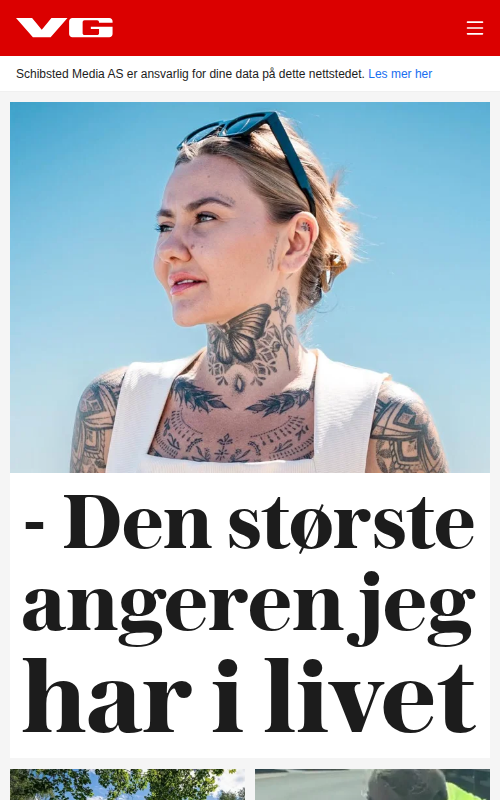 VG
Schibsted Media AS er ansvarlig for dine data på dette nettstedet. Les mer her
- Den største
angeren jeg
har i livet